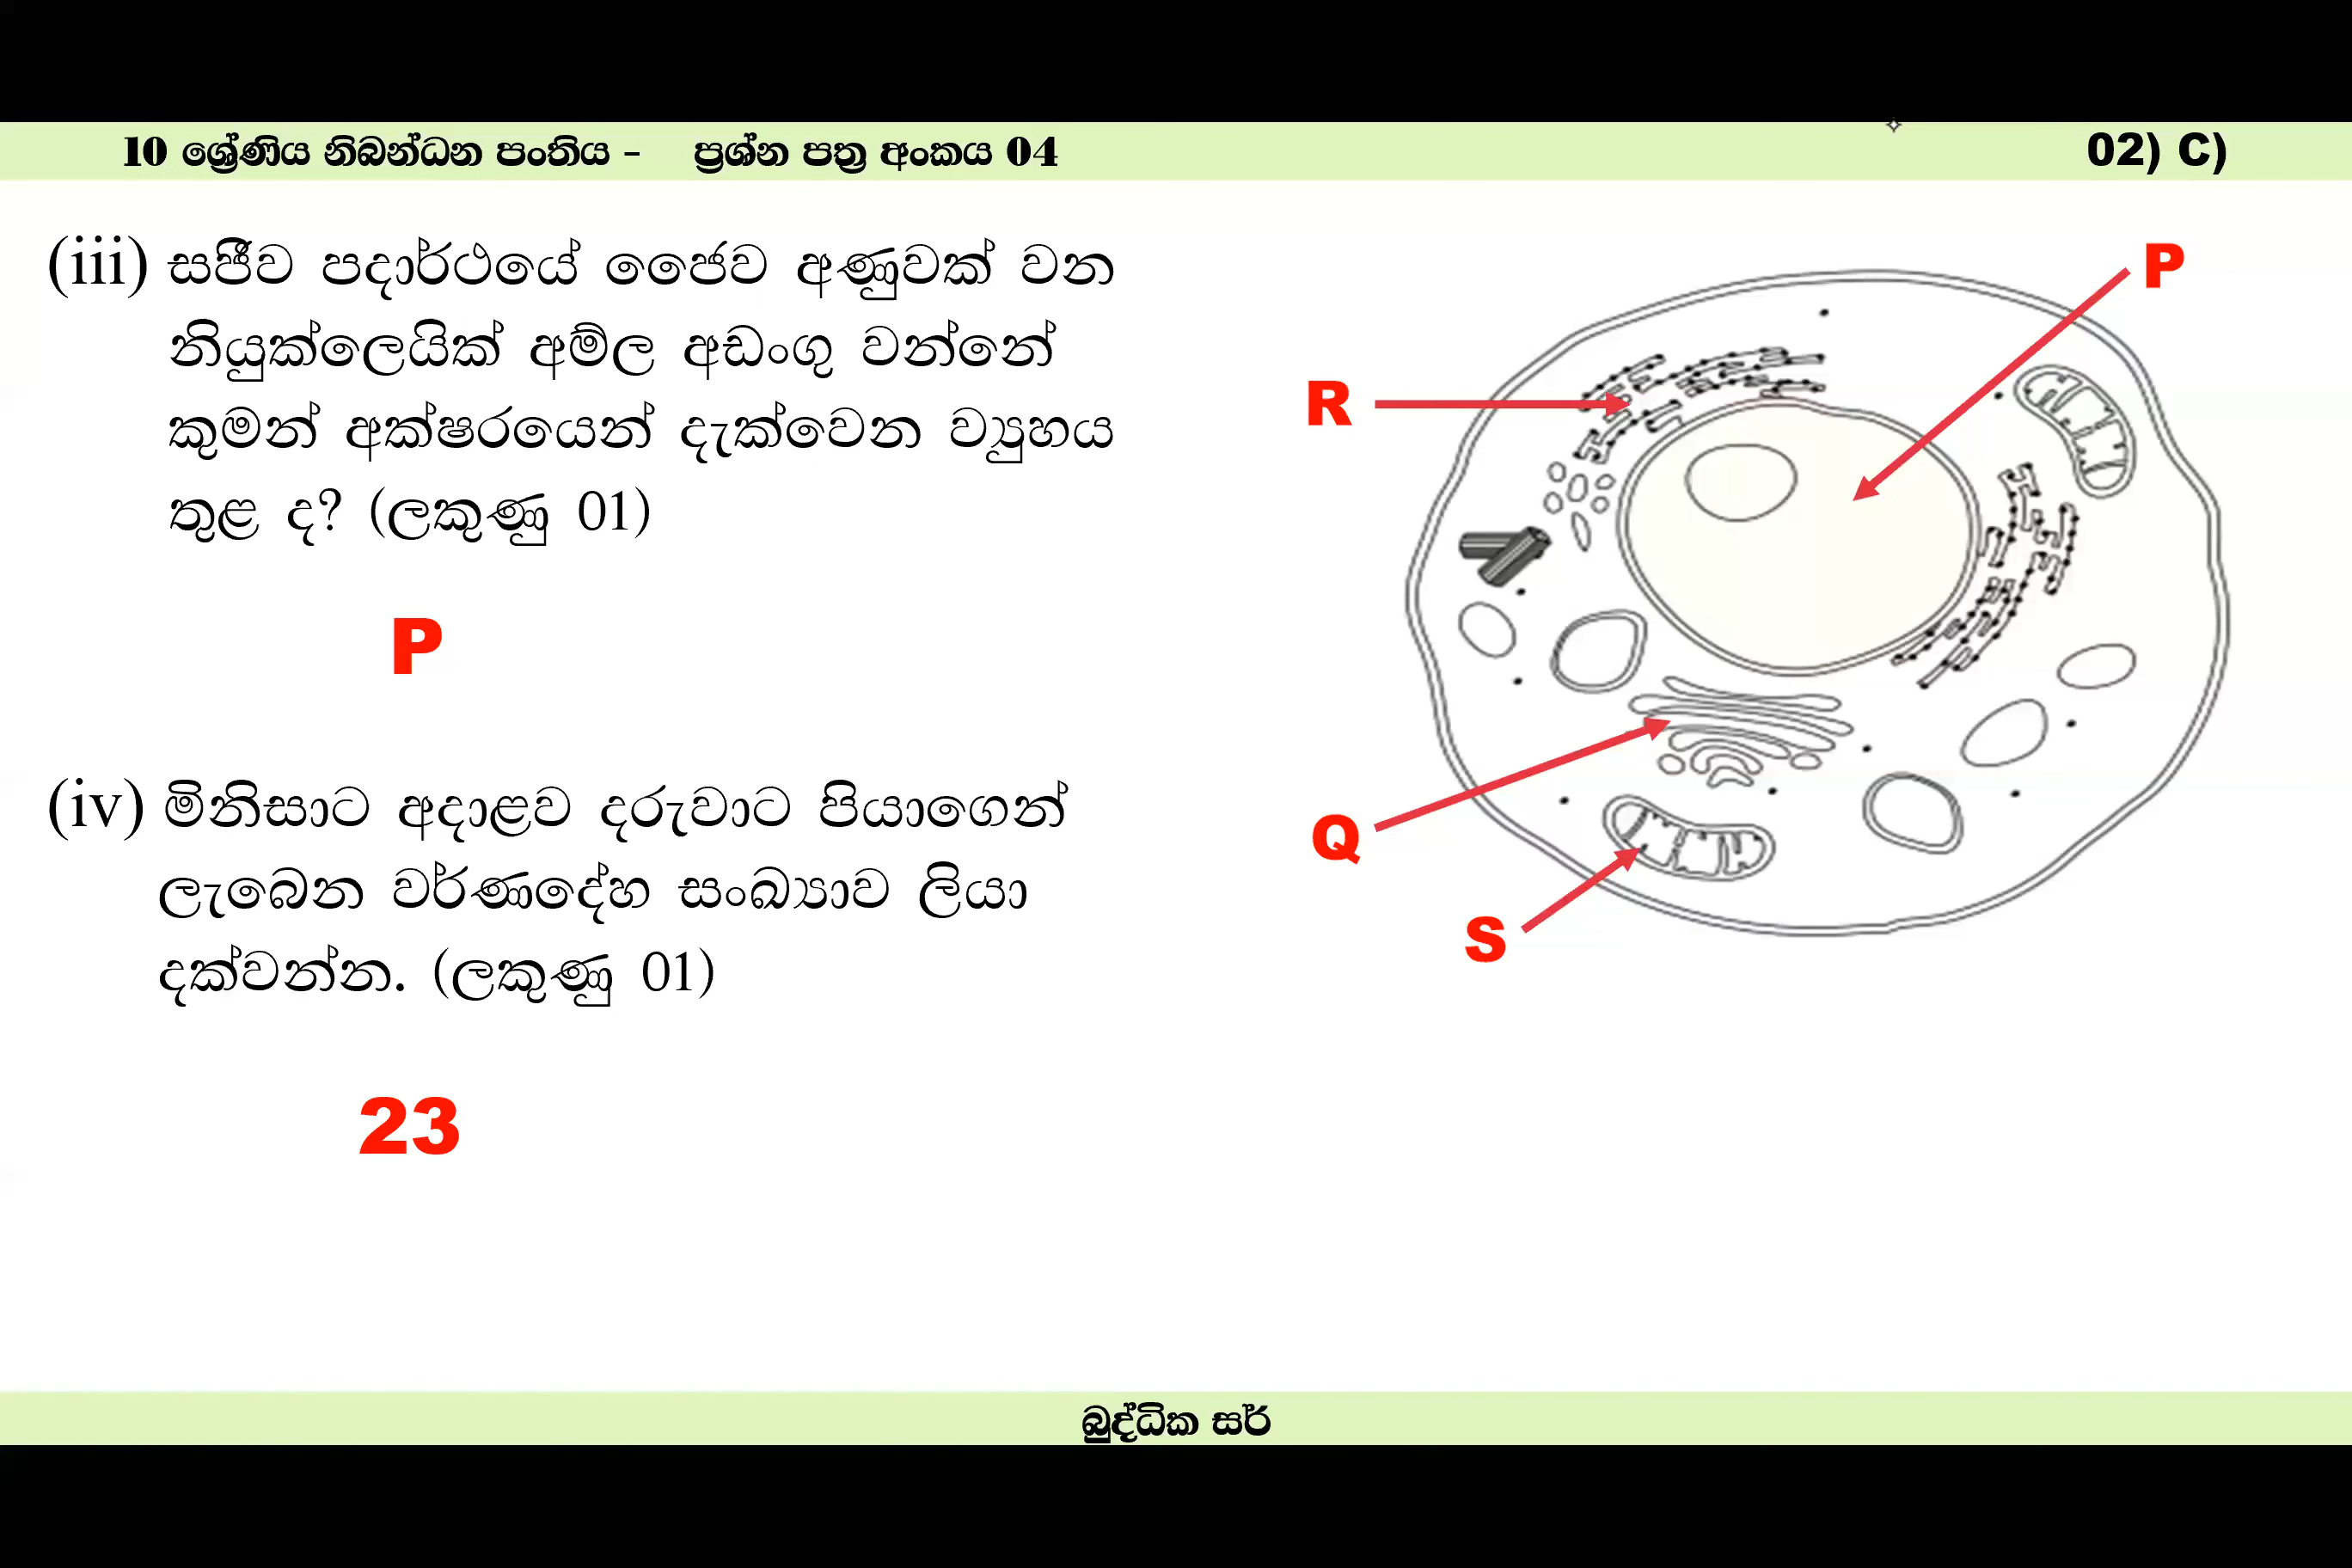 10 ශ්‍රේණිය නිබන්ධන පංතිය - ප්‍රශ්න පත්‍ර අංකය 04
02) C)
(iii) සජීව පදාර්ථයේ ජෛව අණුවක් වන
නියුක්ලෙයික් අම්ල අඩංගු වන්නේ
කුමන් අක්ෂරයෙන් දැක්වෙන ව්‍යුහය
තුළ ද? (ලකුණු 01)
P
(iv) මිනිසාට අදාළව දරුවාට පියාගෙන්
ලැබෙන වර්ණදේහ සංඛ්‍යාව ලියා
දක්වන්න. (ලකුණු 01)
23
P
R
Q
S
බුද්ධික සර්